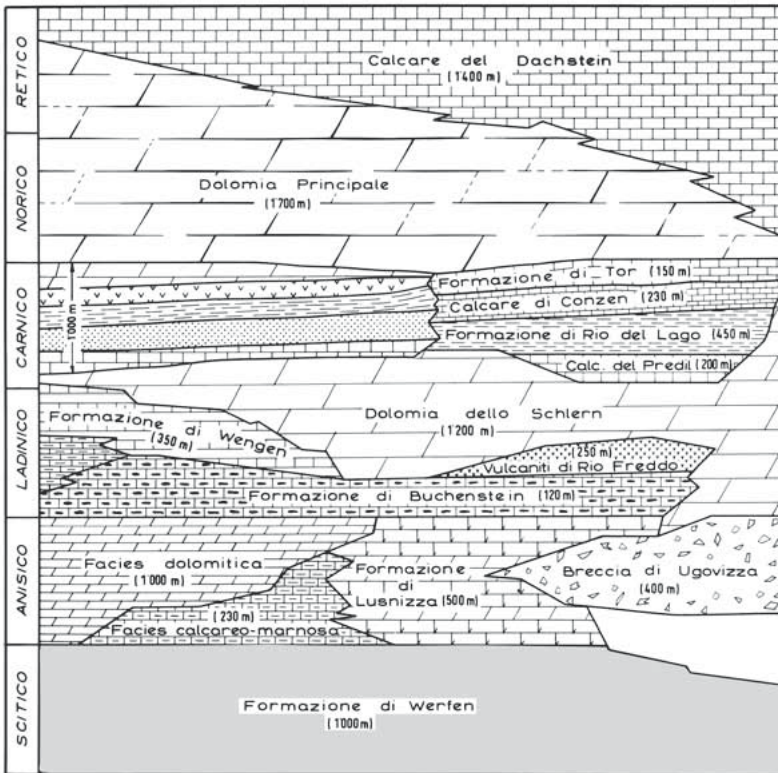 RETICO
Calcare del Dachstein
(1400 m)
NORICO
Dolomia Principale
(1700 m)
CARNICO
1000 m
Formazione di Tor (150 m)
Calcare di Conzen (230 m)
Formazione di Rio del Lago (450 m)
Calc. del Predil (200 m)
LADINICO
Formazione di Wengen
(350 m)
Dolomia dello Schlern
(1200 m)
(250 m)
Vulcaniti di Rio Freddo
Formazione di Buchenstein (120 m)
ANISICO
Facies dolomitica
(1000 m)
(230 m)
Facies calcareo-marnosa
Formazione
di
Lusnizza (500 m)
Breccia di Ugovizza
(400 m)
SCITICO
Formazione di Werfen
(1000 m)